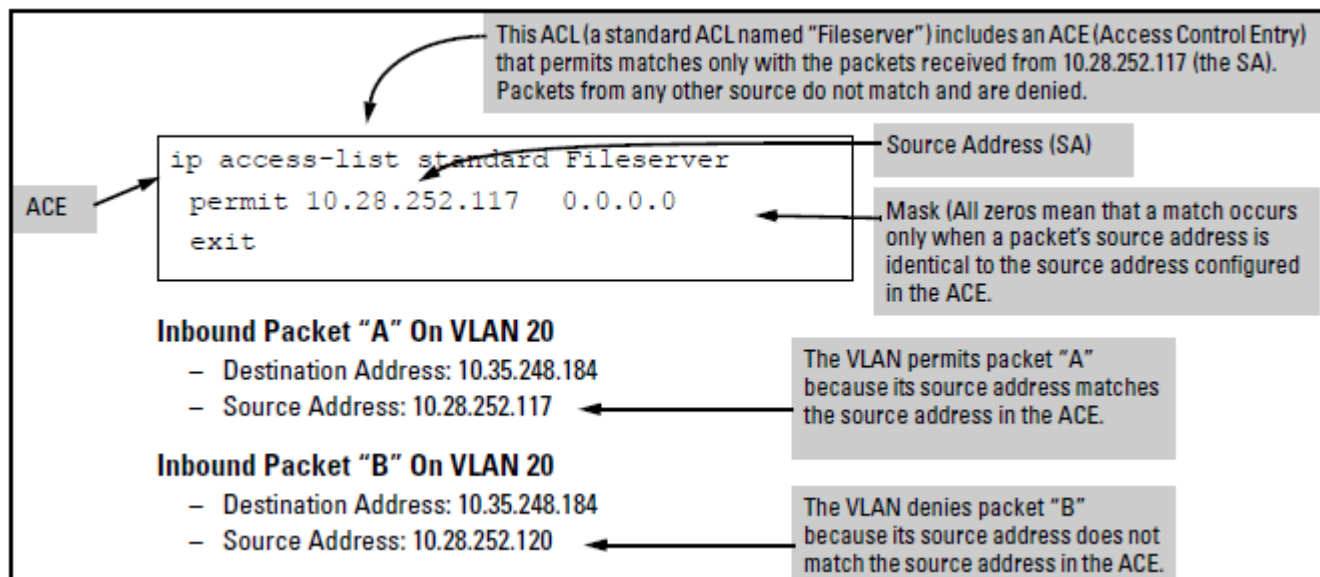 This ACL (a standard ACL named “Fileserver”) includes an ACE (Access Control Entry)
that permits matches only with the packets received from 10.28.252.117 (the SA).
Packets from any other source do not match and are denied.
ip access-list standard Fileserver
permit 10.28.252.117 0.0.0.0
exit
ACE
Source Address (SA)
Mask (All zeros mean that a match occurs
only when a packet's source address is
identical to the source address configured
in the ACE.
Inbound Packet “A” On VLAN 20
– Destination Address: 10.35.248.184
– Source Address: 10.28.252.117
The VLAN permits packet “A”
because its source address matches
the source address in the ACE.
Inbound Packet “B” On VLAN 20
– Destination Address: 10.35.248.184
– Source Address: 10.28.252.120
The VLAN denies packet “B”
because its source address does not
match the source address in the ACE.